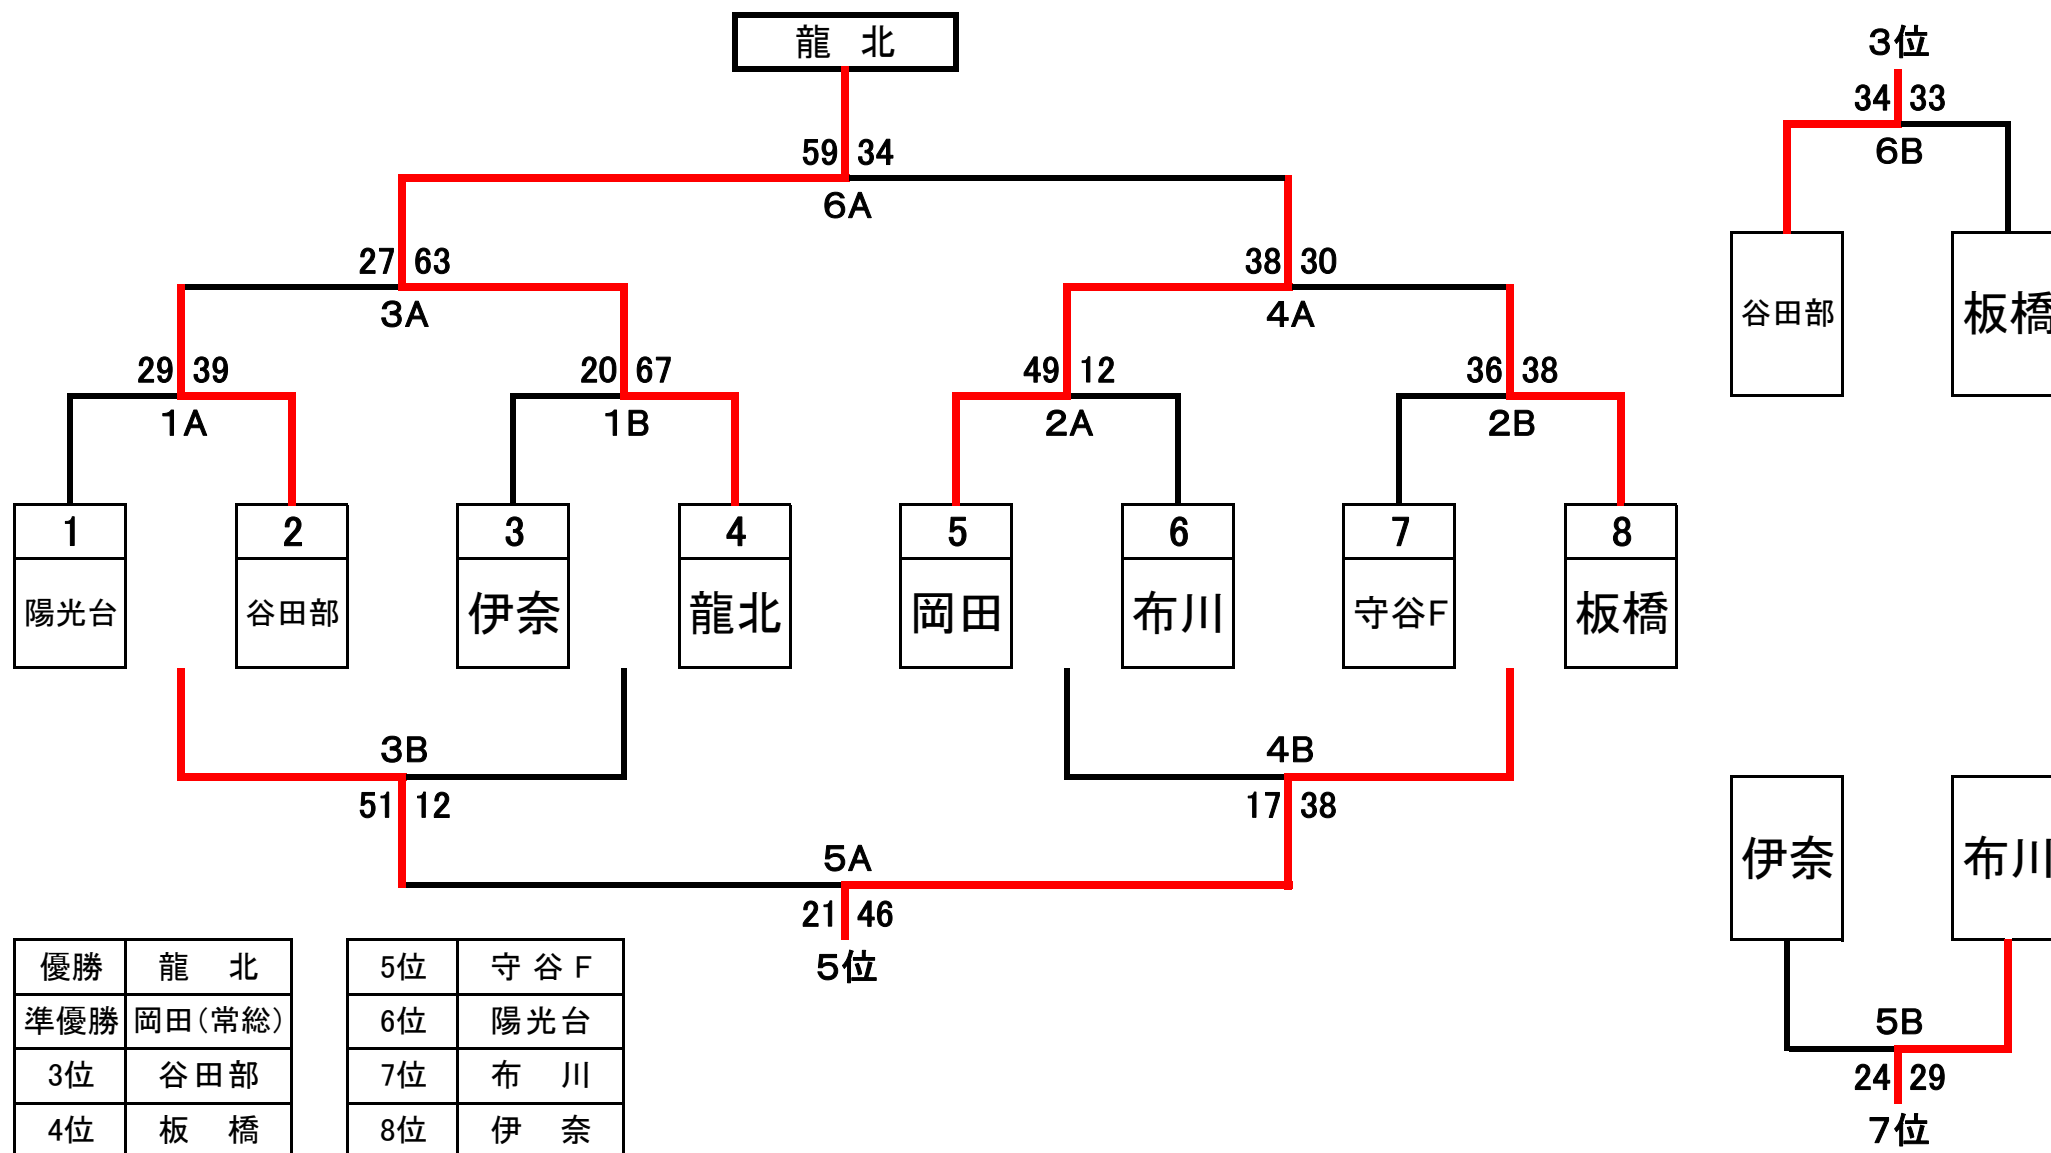 龍 北
3位
34 33
6B
59 34
6A
27 63
3A
38 30
4A
谷田部
板橋
29 39
1A
20 67
1B
49 12
2A
36 38
2B
1 2 3 4 5 6 7 8
陽光台 谷田部 伊奈 龍北 岡田 布川 守谷F 板橋
3B
51 12
4B
17 38
5A
21 46
5位
伊奈
布川
5B
24 29
7位
優勝 龍 北
準優勝 岡田(常総)
3位 谷田部
4位 板 橋
5位 守谷F
6位 陽光台
7位 布 川
8位 伊 奈